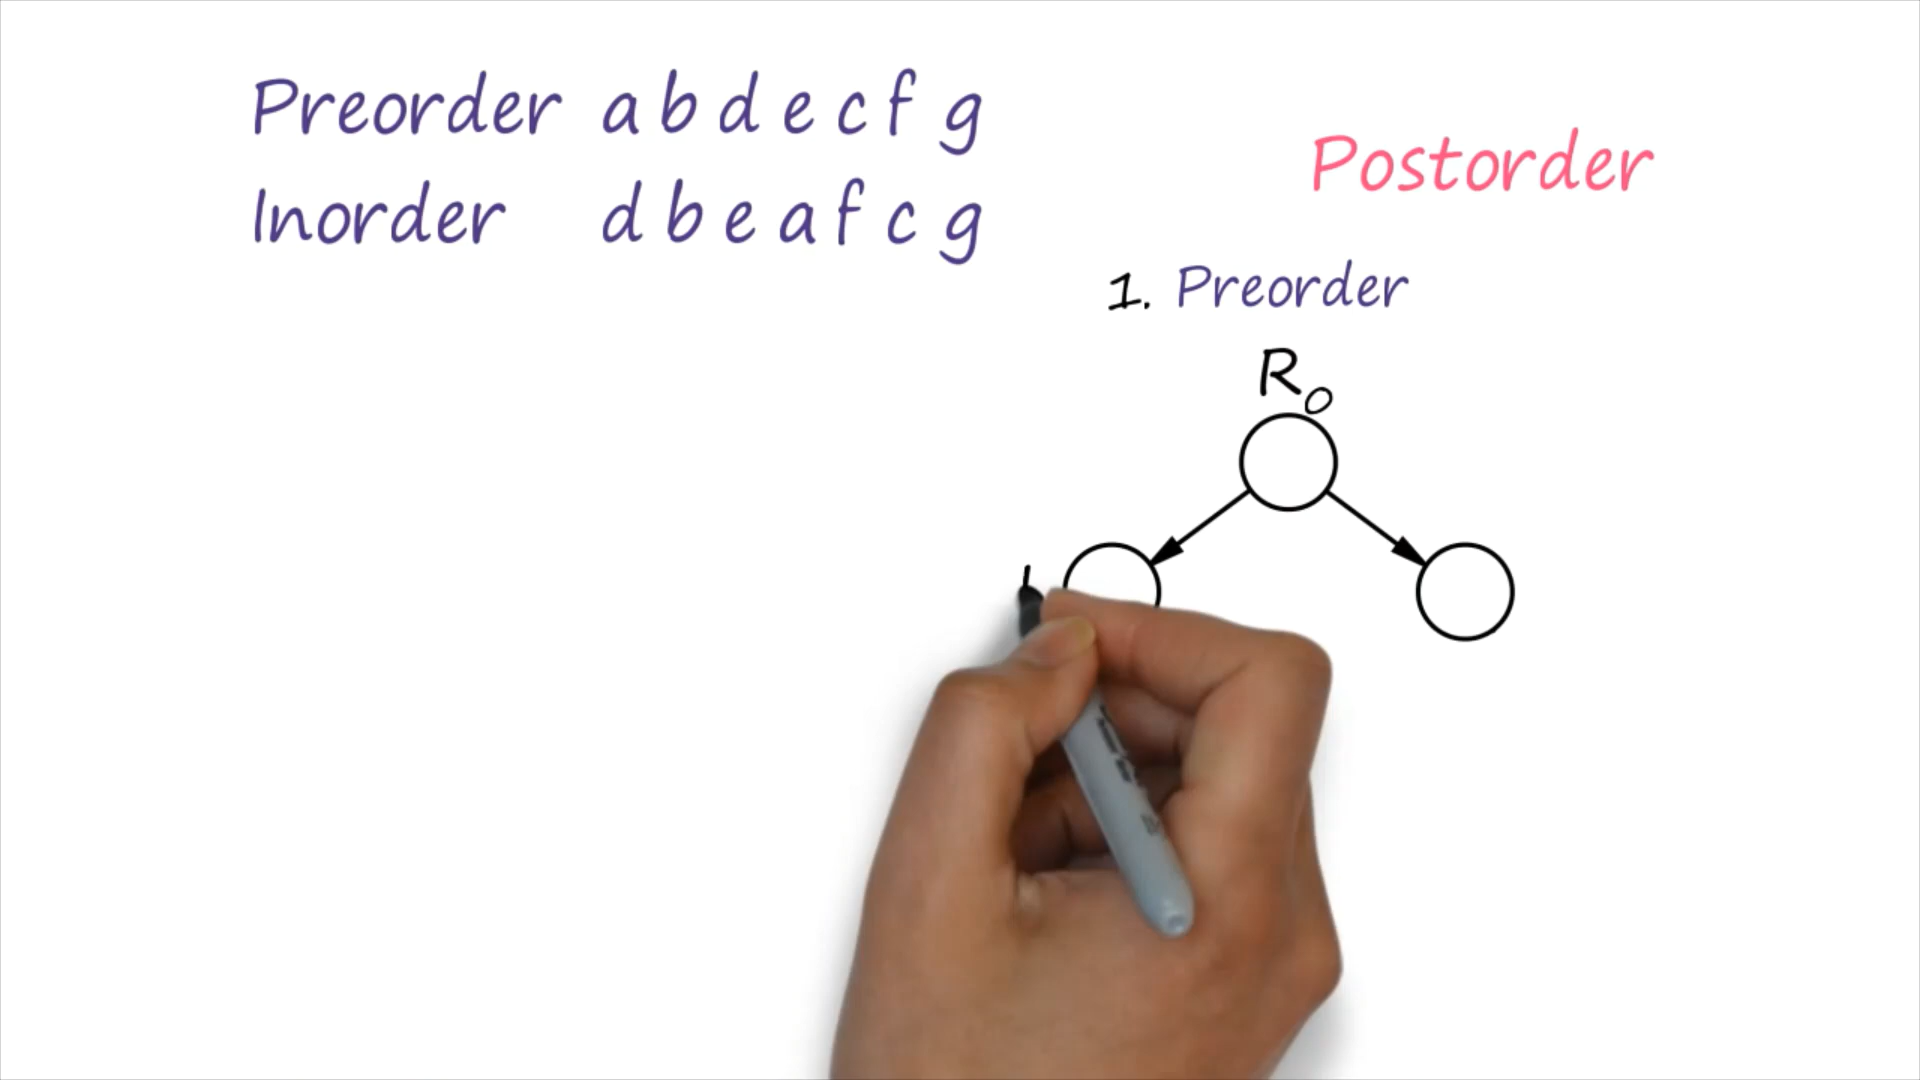 Preorder a b d e c f g
Inorder d b e a f c g
Postorder
1. Preorder
R₀